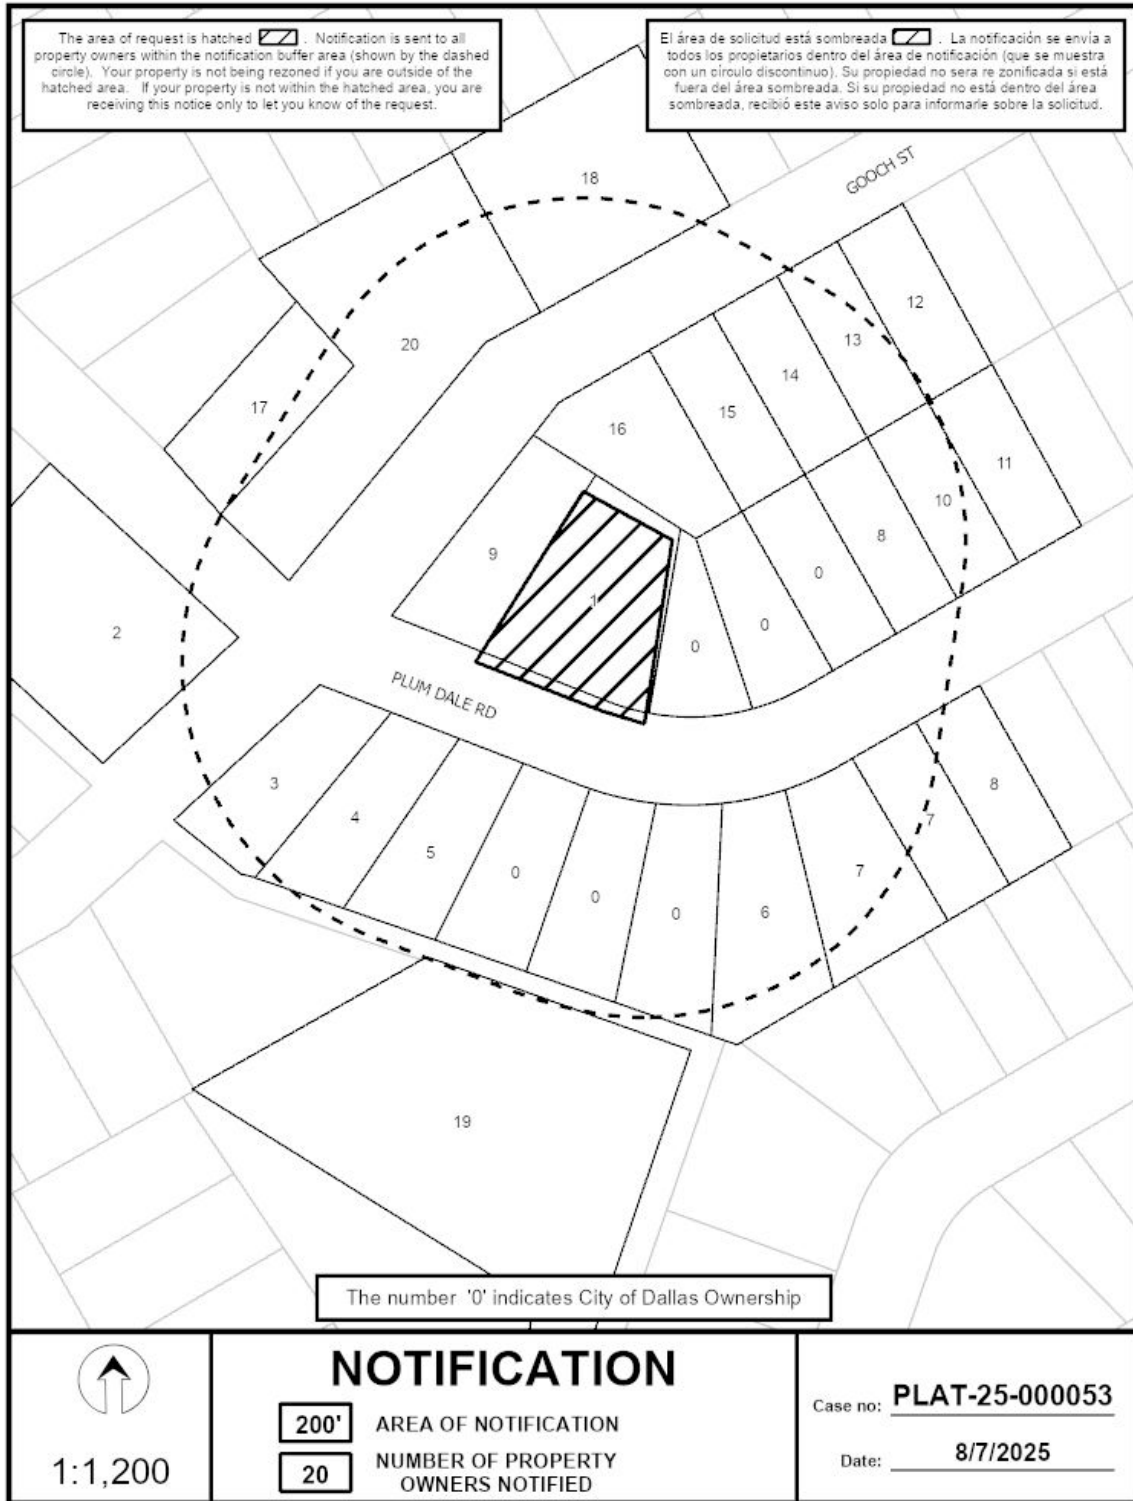 The area of request is hatched . Notification is sent to all
property owners within the notification buffer area (shown by the dashed
circle). Your property is not being rezoned if you are outside of the
hatched area. If your property is not within the hatched area, you are
receiving this notice only to let you know of the request.
El área de solicitud está sombreada . La notificación se envía a
todos los propietarios dentro del área de notificación (que se muestra
con un círculo discontinuo). Su propiedad no sera re zonificada si está
fuera del área sombreada. Si su propiedad no está dentro del área
sombreada, recibió este aviso solo para informarle sobre la solicitud.
GOOCH ST
18
12
13
20
14
17
15
16
11
10
8
9
0
1
0
2
0
PLUM DALE RD
3
8
4
7
5
7
0
0
0
6
19
The number '0' indicates City of Dallas Ownership
1:1,200
NOTIFICATION
200' AREA OF NOTIFICATION
20 NUMBER OF PROPERTY
OWNERS NOTIFIED
Case no: PLAT-25-000053
Date: 8/7/2025